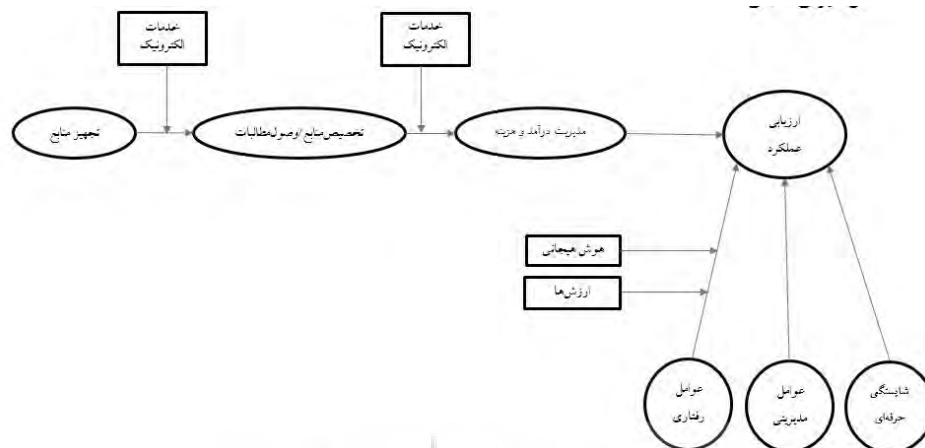 خدمات
الکترونیک
خدمات
الکترونیک
تجهیز منابع
تخصیص منابع/وصول مطالبات
مدیریت درآمد و هزینه
ارزیابی
عملکرد
هوش هیجانی
ارزش‌ها
عوامل
رفتاری
عوامل
مدیریتی
شایستگی
حرفه‌ای